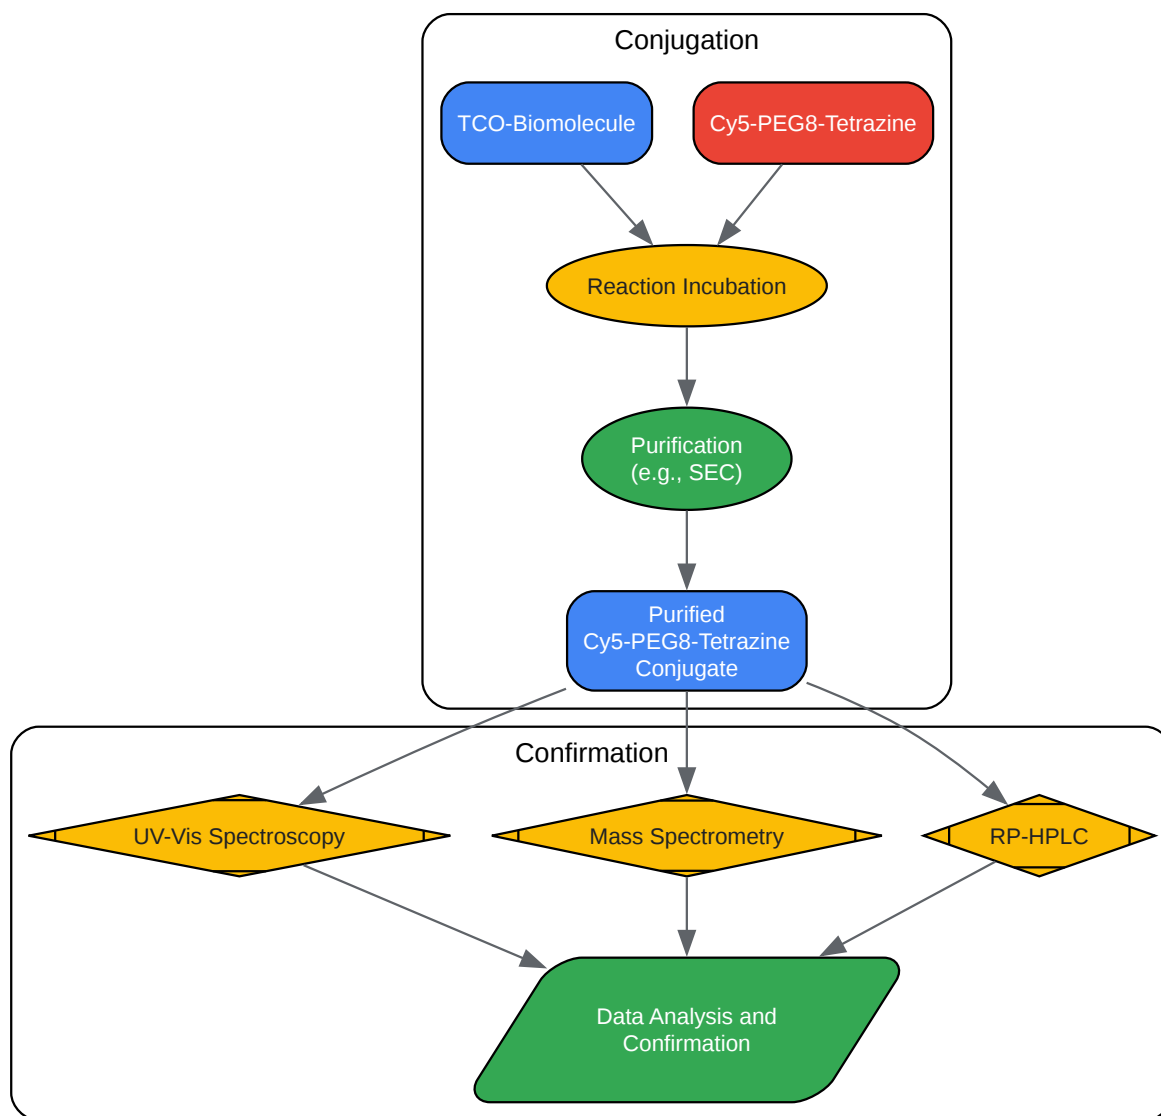 Conjugation
TCO-Biomolecule
Cy5-PEG8-Tetrazine
Reaction Incubation
Purification
(e.g., SEC)
Purified
Cy5-PEG8-Tetrazine
Conjugate
Confirmation
UV-Vis Spectroscopy
Mass Spectrometry
RP-HPLC
Data Analysis and
Confirmation